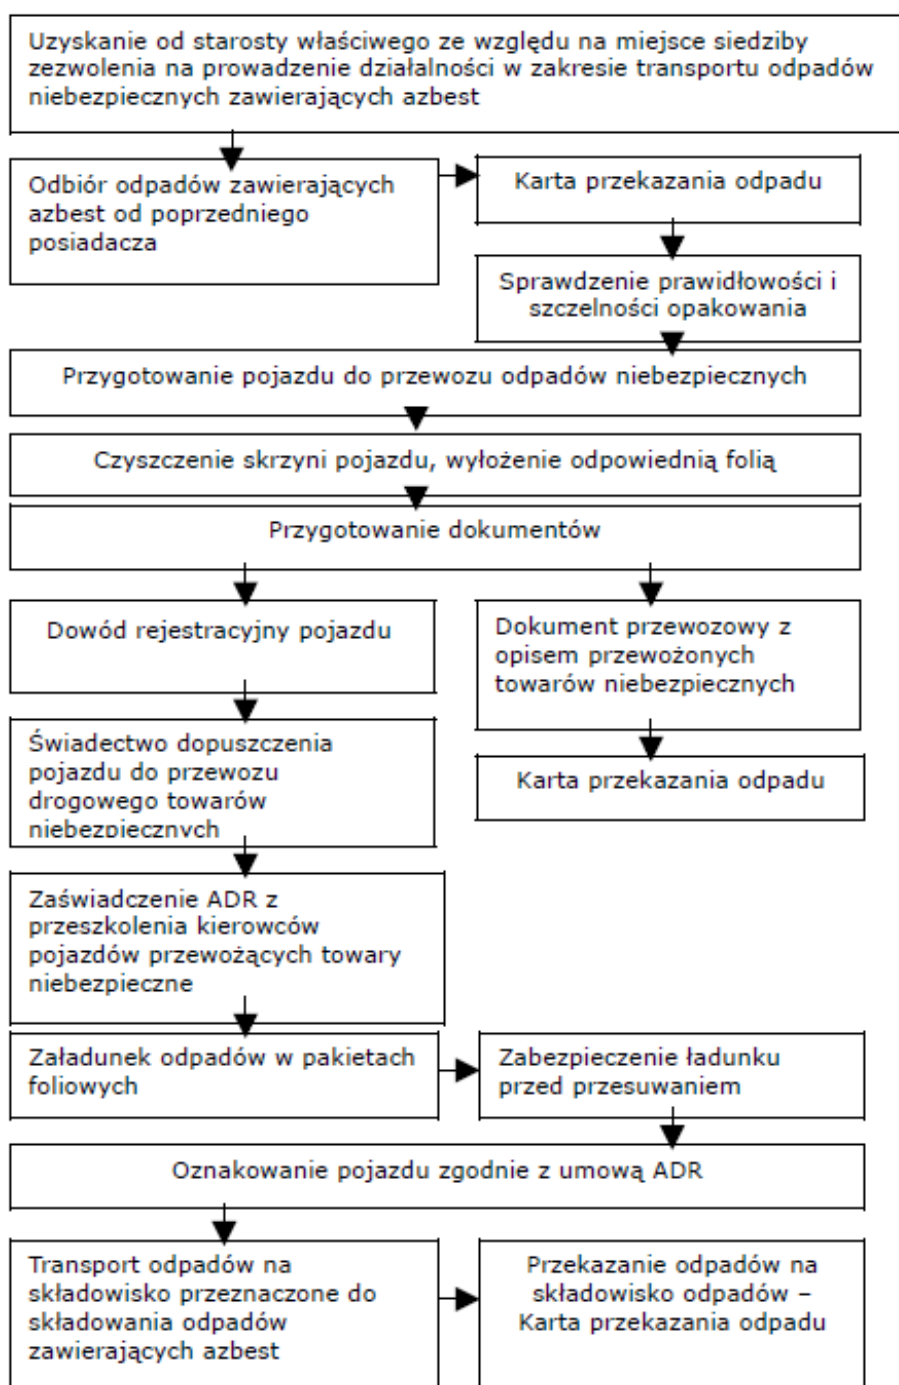 Uzyskanie od starosty właściwego ze względu na miejsce siedziby
zezwolenia na prowadzenie działalności w zakresie transportu odpadów
niebezpiecznych zawierających azbest
Odbiór odpadów zawierających
azbest od poprzedniego
posiadacza
Karta przekazania odpadu
Sprawdzenie prawidłowości i
szczelności opakowania
Przygotowanie pojazdu do przewozu odpadów niebezpiecznych
Czyszczenie skrzyni pojazdu, wyłożenie odpowiednią folią
Przygotowanie dokumentów
Dowód rejestracyjny pojazdu
Świadectwo dopuszczenia
pojazdu do przewozu
drogowego towarów
niebezpiecznych
Zaświadczenie ADR z
przeszkolenia kierowców
pojazdów przewożących towary
niebezpieczne
Dokument przewozowy z
opisem przewożonych
towarów niebezpiecznych
Karta przekazania odpadu
Załadunek odpadów w pakietach
foliowych
Zabezpieczenie ładunku
przed przesuwaniem
Oznakowanie pojazdu zgodnie z umową ADR
Transport odpadów na
składowisko przeznaczone do
składowania odpadów
zawierających azbest
Przekazanie odpadów na
składowisko odpadów –
Karta przekazania odpadu